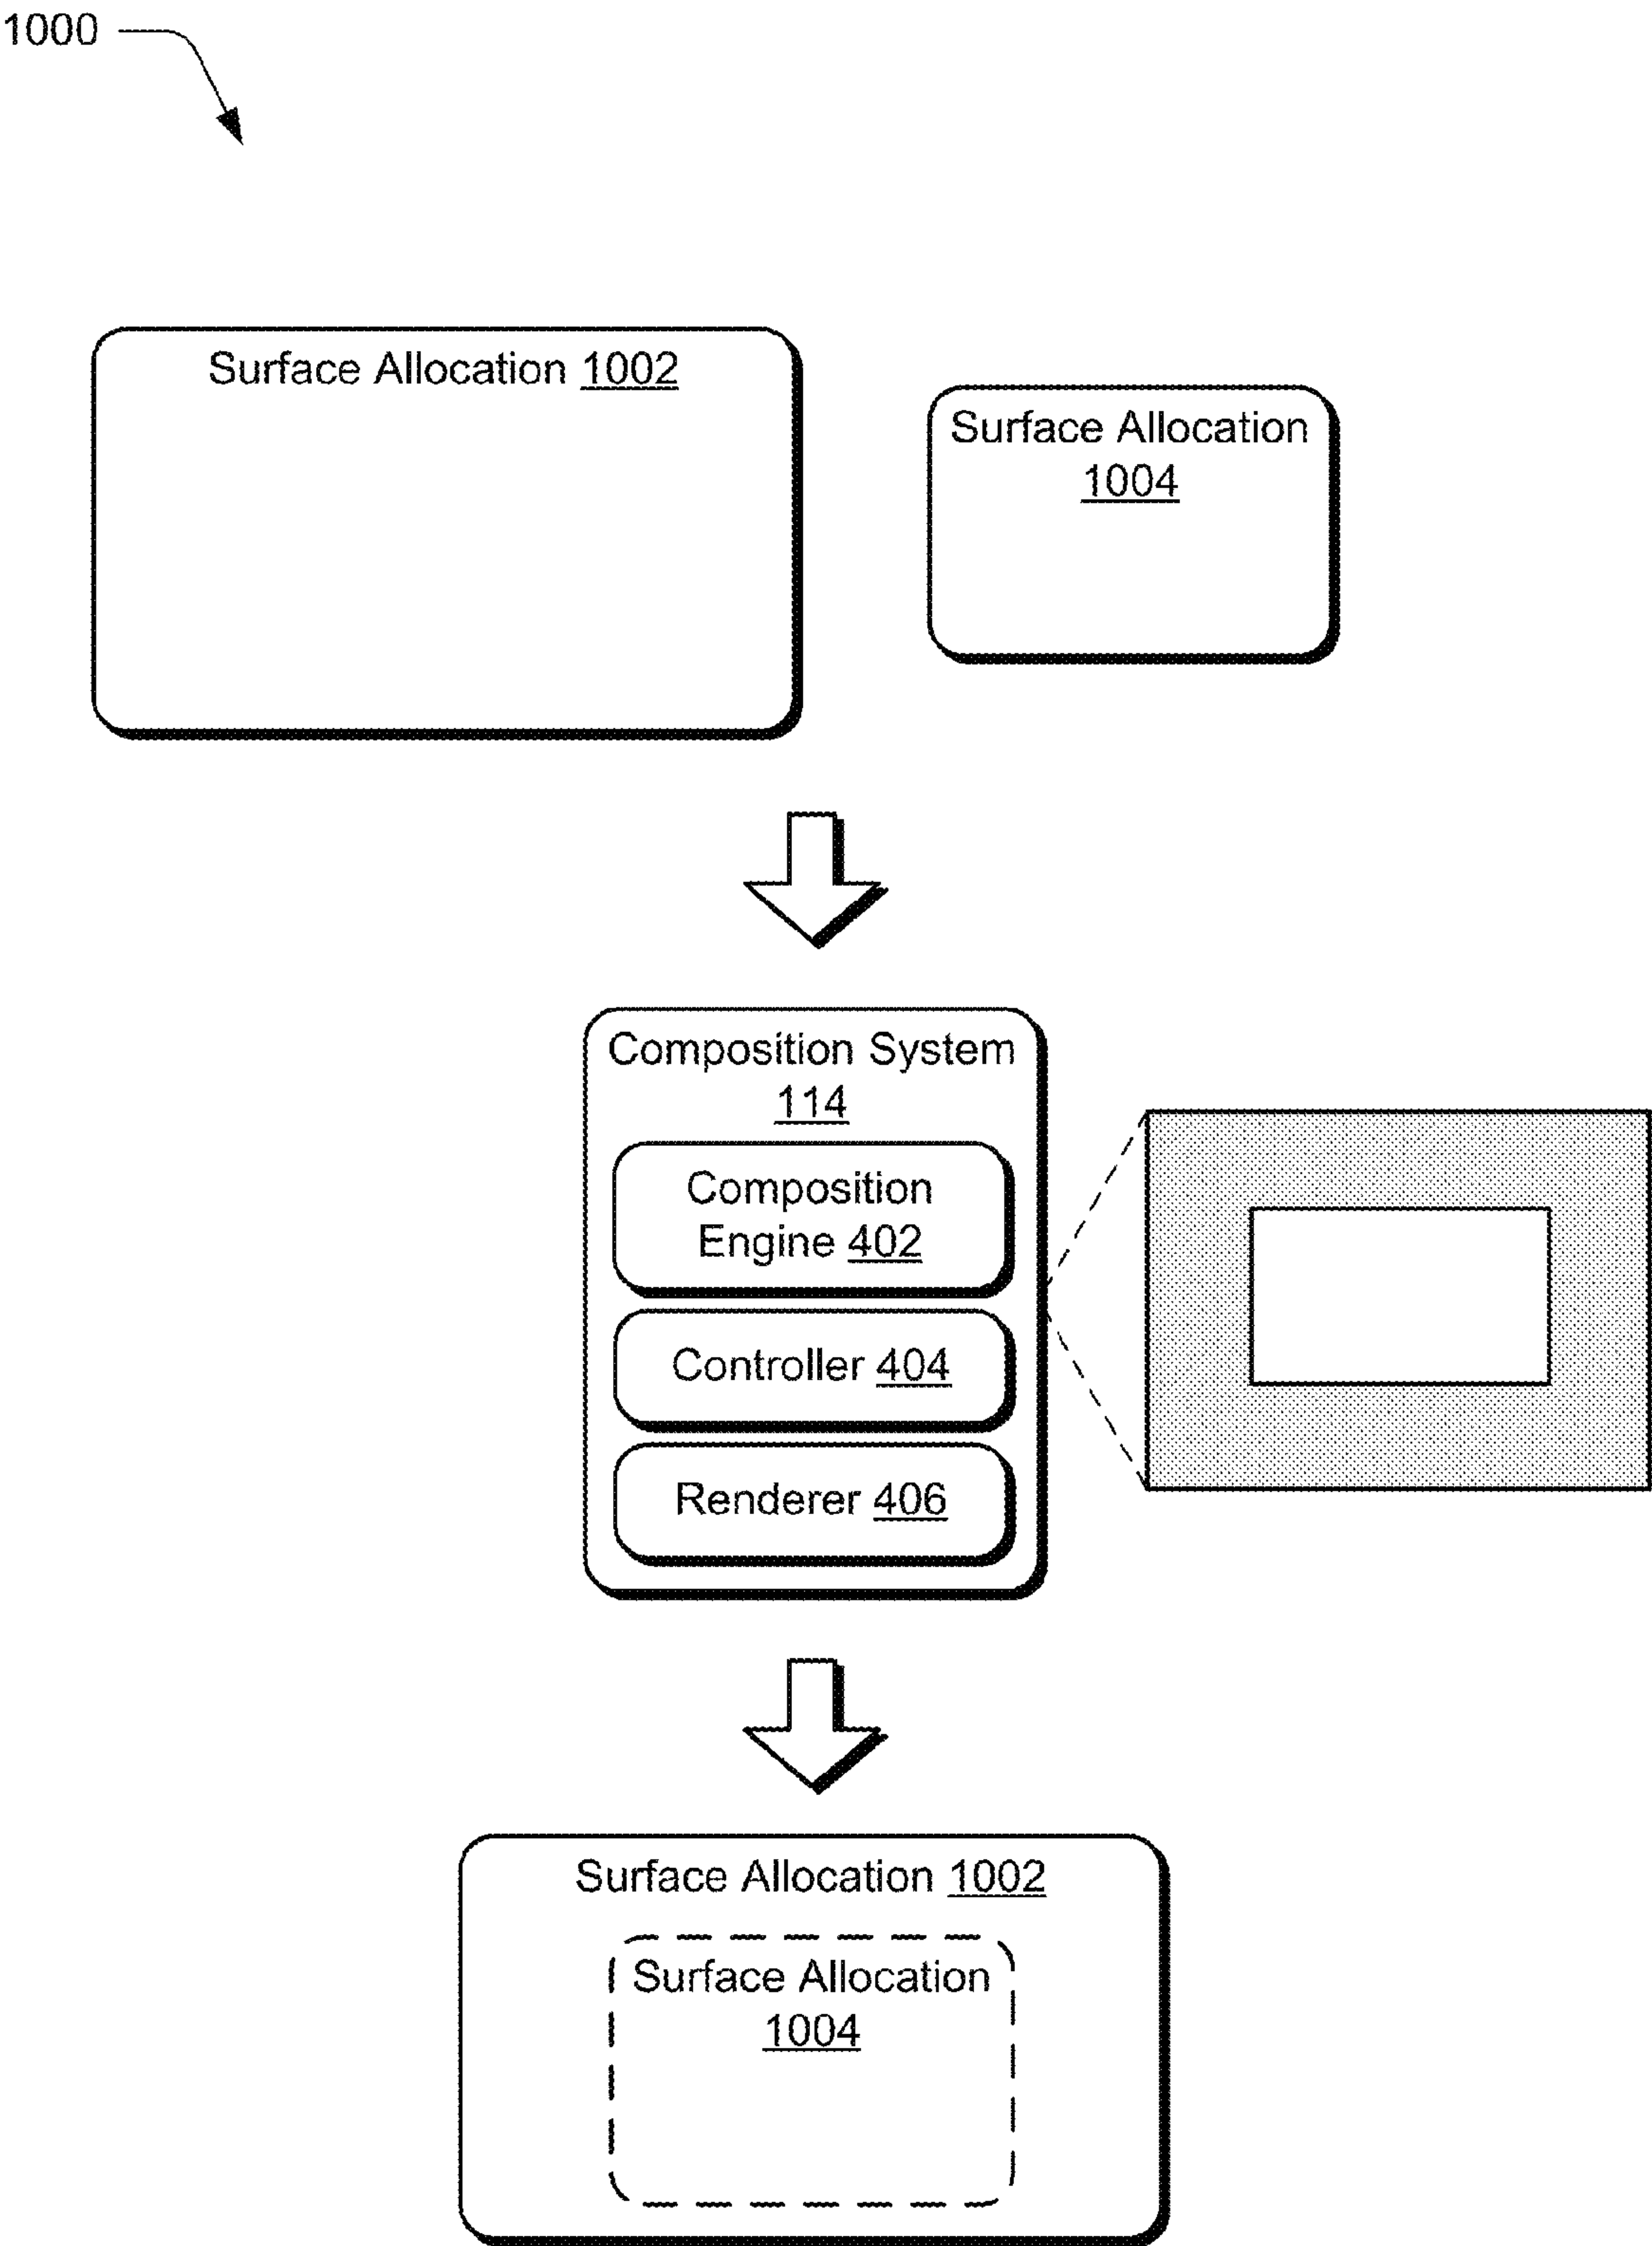 1000
Surface Allocation 1002
Surface Allocation
1004
Composition System
114
Composition
Engine 402
Controller 404
Renderer 406
Surface Allocation 1002
Surface Allocation
1004